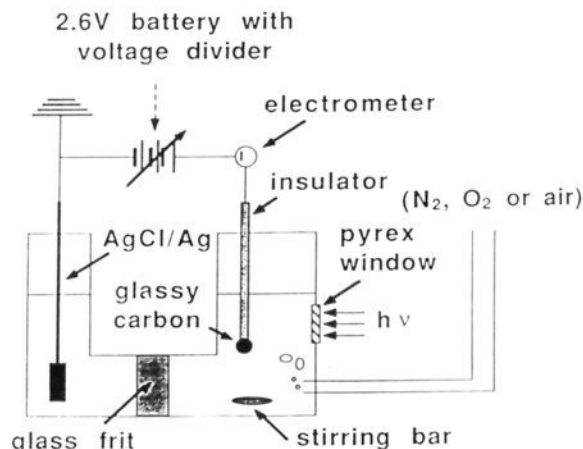 2.6V battery with
voltage divider
electrometer
I
insulator
(N₂, O₂ or air)
AgCl/Ag
pyrex
window
glassy
carbon
h ν
glass frit
stirring bar